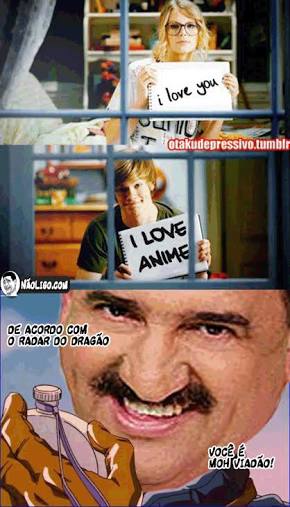 i love you
otakudepressivo.tumblr
I LOVE
ANIME
NÃOLIGO.COM
DE ACORDO COM
O RADAR DO DRAGÃO
VOCÊ É
MOH VIADÃO!